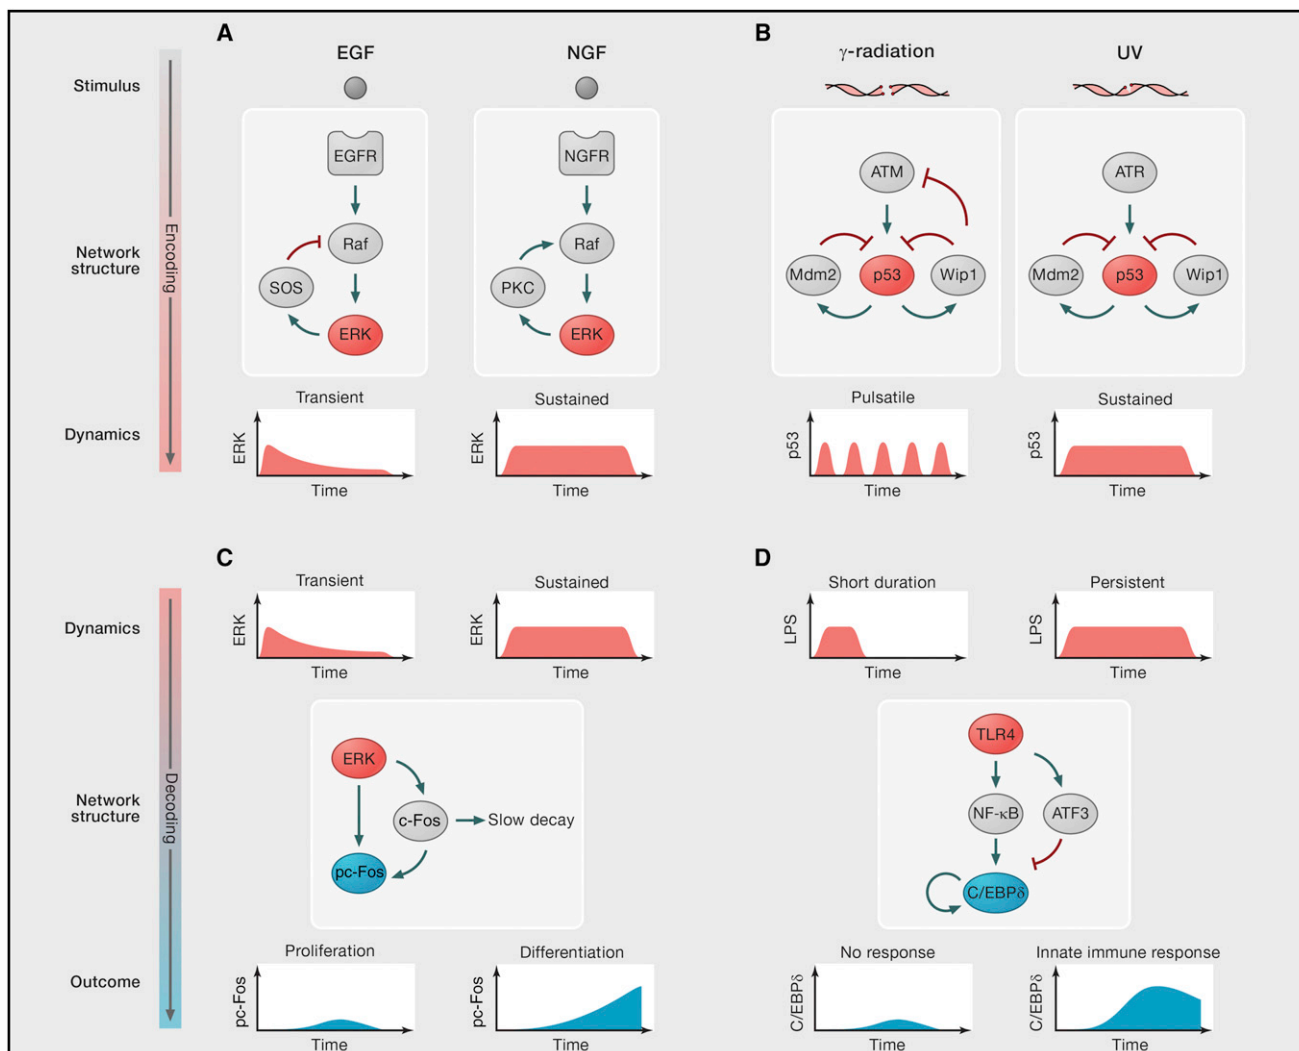 A
B
EGF
NGF
γ-radiation
UV
Stimulus
EGFR
NGFR
ATM
ATR
Encoding
Network
structure
Raf
Raf
SOS
PKC
Mdm2
p53
Wip1
Mdm2
p53
Wip1
ERK
ERK
Transient
Sustained
Pulsatile
Sustained
Dynamics
ERK
ERK
p53
p53
Time
Time
Time
Time
C
D
Transient
Sustained
Short duration
Persistent
Dynamics
ERK
ERK
LPS
LPS
Time
Time
Time
Time
Decoding
Network
structure
ERK
c-Fos
Slow decay
pc-Fos
TLR4
NF-κB
ATF3
C/EBPδ
Proliferation
Differentiation
No response
Innate immune response
Outcome
pc-Fos
pc-Fos
C/EBPδ
C/EBPδ
Time
Time
Time
Time